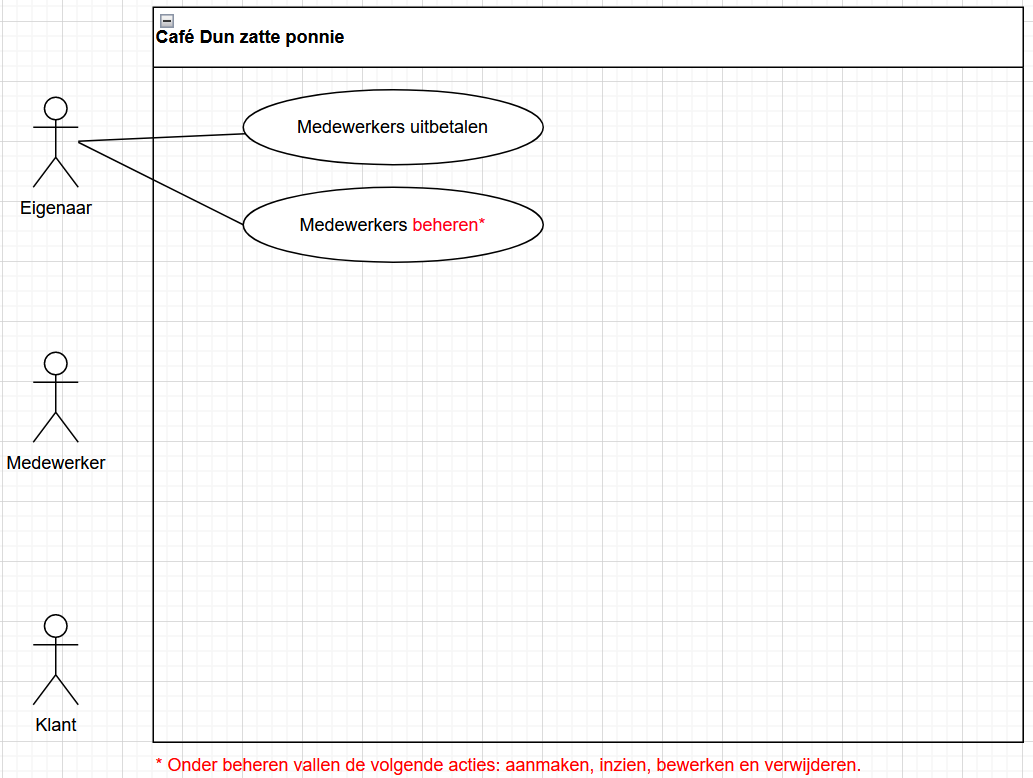 Café Dun zatte ponnie
Medewerkers uitbetalen
Eigenaar
Medewerkers beheren*
Medewerker
Klant
* Onder beheren vallen de volgende acties: aanmaken, inzien, bewerken en verwijderen.